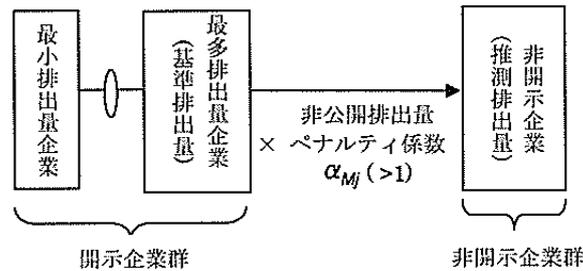 最小排出量企業
最多排出量企業
(基準排出量)
非公開排出量
× ペナルティ係数
αMj (>1)
非開示企業
(推測排出量)
開示企業群
非開示企業群